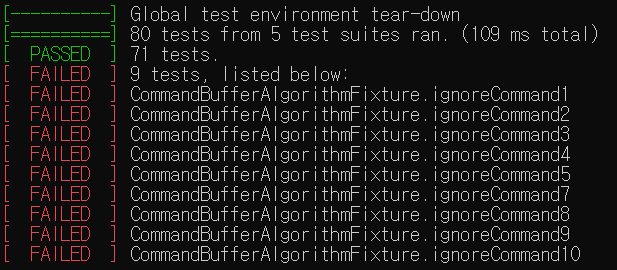 [----------] Global test environment tear-down
[==========] 80 tests from 5 test suites ran. (109 ms total)
[  PASSED  ] 71 tests.
[  FAILED  ] 9 tests, listed below:
[  FAILED  ] CommandBufferAlgorithmFixture.ignoreCommand1
[  FAILED  ] CommandBufferAlgorithmFixture.ignoreCommand2
[  FAILED  ] CommandBufferAlgorithmFixture.ignoreCommand3
[  FAILED  ] CommandBufferAlgorithmFixture.ignoreCommand4
[  FAILED  ] CommandBufferAlgorithmFixture.ignoreCommand5
[  FAILED  ] CommandBufferAlgorithmFixture.ignoreCommand7
[  FAILED  ] CommandBufferAlgorithmFixture.ignoreCommand8
[  FAILED  ] CommandBufferAlgorithmFixture.ignoreCommand9
[  FAILED  ] CommandBufferAlgorithmFixture.ignoreCommand10